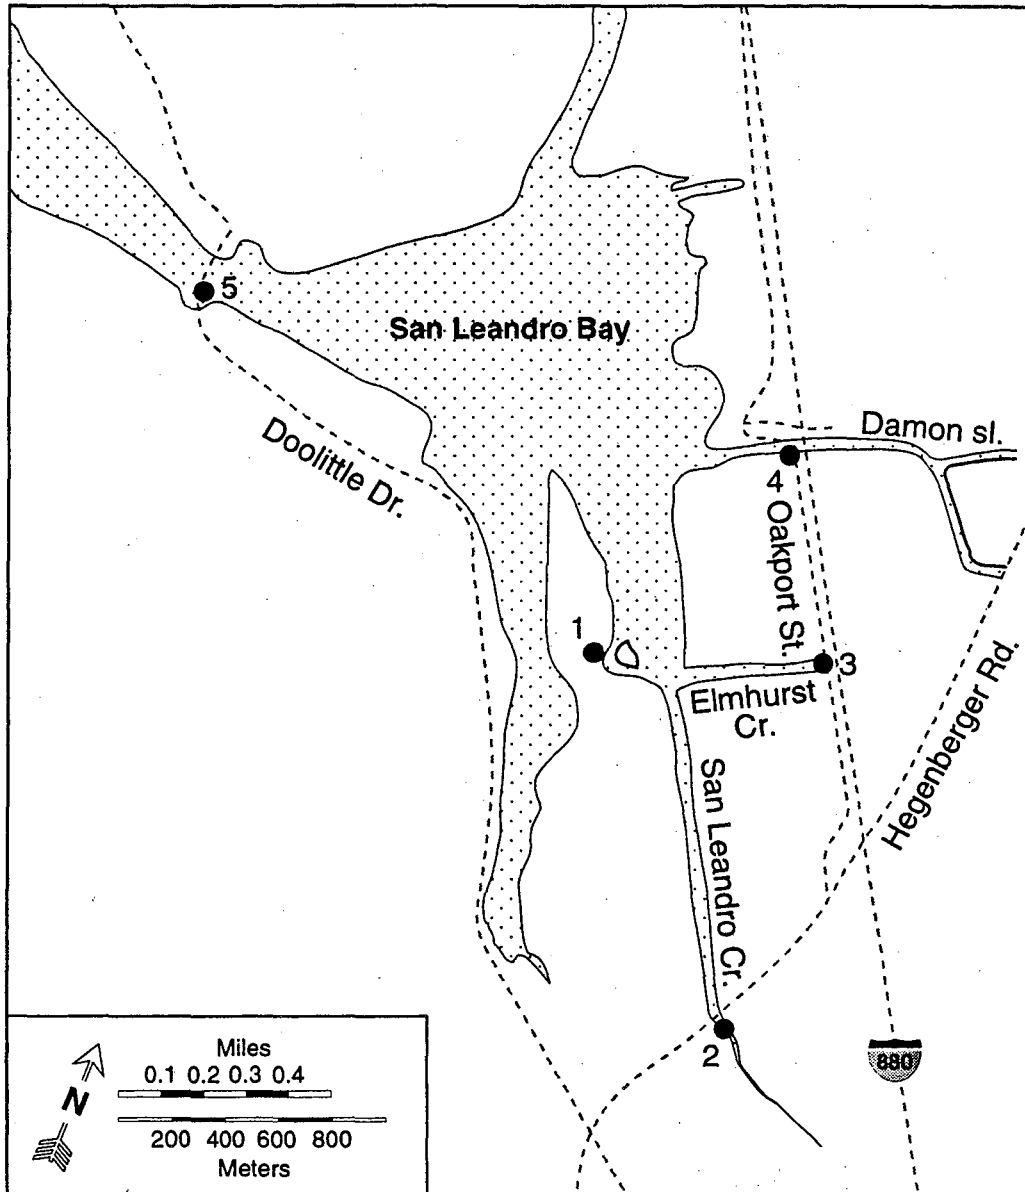 5
San Leandro Bay
Doolittle Dr.
Damon sl.
4
Oakport St.
1
3
Elmhurst
Cr.
Hegenberger Rd.
San Leandro Cr.
2
880
N
Miles
0.1 0.2 0.3 0.4
200 400 600 800
Meters